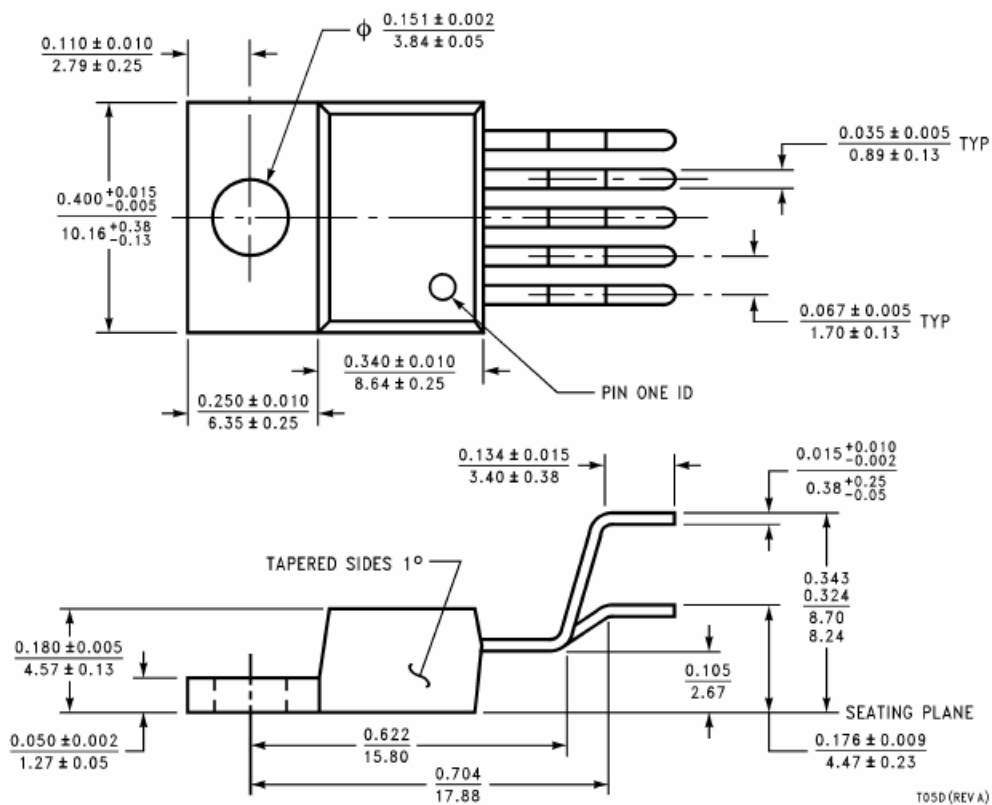 0.110 ± 0.010
2.79 ± 0.25
ϕ 0.151 ± 0.002
3.84 ± 0.05
0.400 +0.015 -0.005
10.16 +0.38 -0.13
0.035 ± 0.005 TYP
0.89 ± 0.13
0.067 ± 0.005 TYP
1.70 ± 0.13
0.340 ± 0.010
8.64 ± 0.25
0.250 ± 0.010
6.35 ± 0.25
PIN ONE ID
0.134 ± 0.015
3.40 ± 0.38
0.015 +0.010 -0.002
0.38 +0.25 -0.05
TAPERED SIDES 1°
0.343
0.324
8.70
8.24
0.180 ± 0.005
4.57 ± 0.13
0.105
2.67
SEATING PLANE
0.050 ± 0.002
1.27 ± 0.05
0.622
15.80
0.176 ± 0.009
4.47 ± 0.23
0.704
17.88
T05D (REV A)